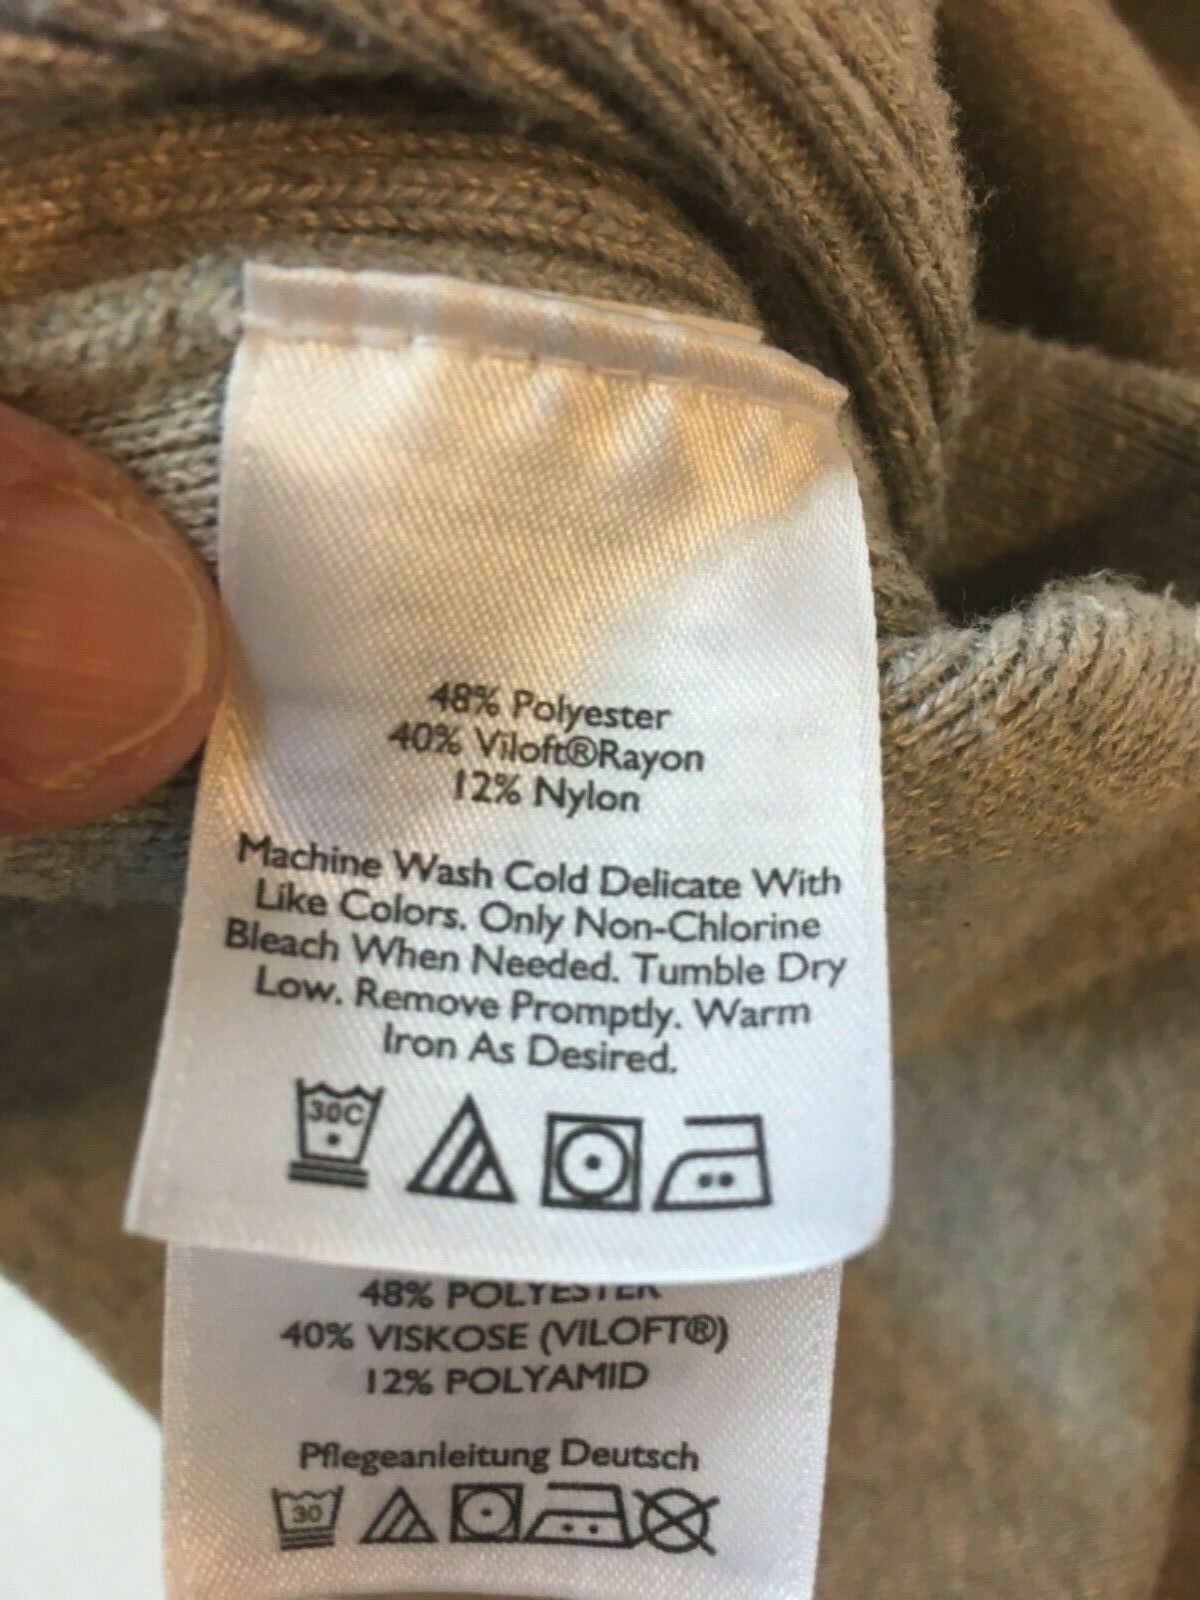 48% Polyester
40% Viloft®Rayon
12% Nylon
Machine Wash Cold Delicate With
Like Colors. Only Non-Chlorine
Bleach When Needed. Tumble Dry
Low. Remove Promptly. Warm
Iron As Desired.
30C
48% POLYESTER
40% VISKOSE (VILOFT®)
12% POLYAMID
Pflegeanleitung Deutsch
30